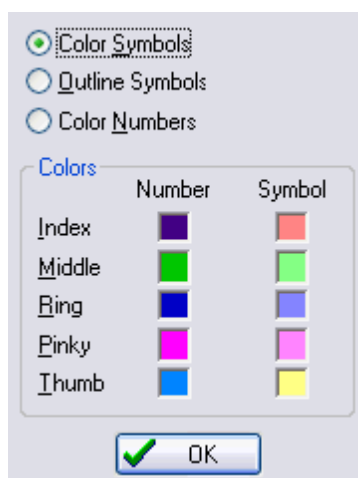 Color Symbols
Outline Symbols
Color Numbers
Colors
Number Symbol
Index
Middle
Ring
Pinky
Thumb
OK